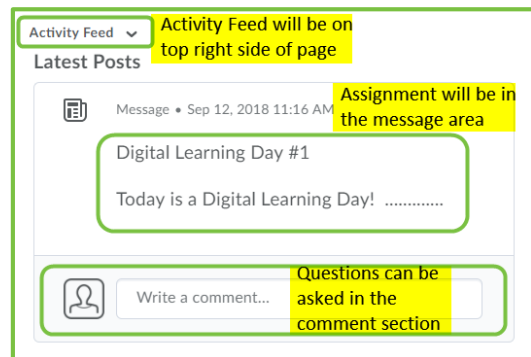 Activity Feed
Activity Feed will be on
top right side of page
Latest Posts
Message • Sep 12, 2018 11:16 AM
Assignment will be in
the message area
Digital Learning Day #1
Today is a Digital Learning Day! .............
Write a comment...
Questions can be
asked in the
comment section